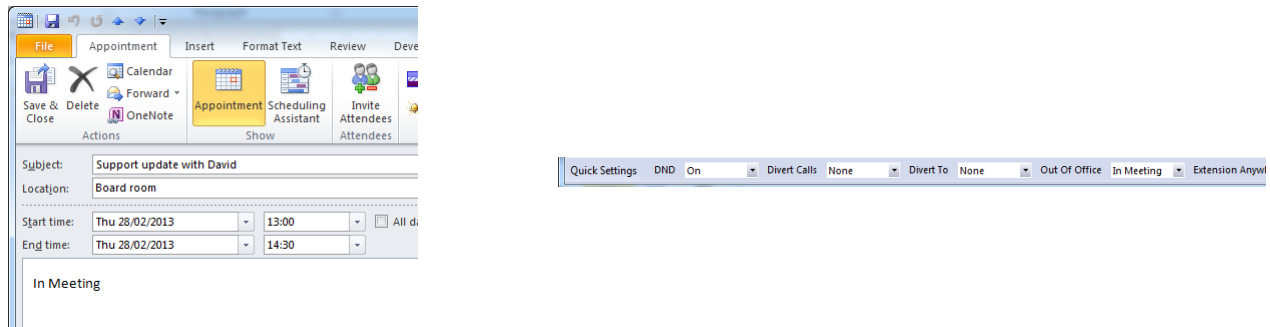 File Appointment Insert Format Text Review Deve
Save & Close
Delete
Calendar
Forward
OneNote
Appointment
Scheduling Assistant
Invite Attendees
Actions Show Attendees
Subject: Support update with David
Location: Board room
Start time: Thu 28/02/2013 13:00 All da
End time: Thu 28/02/2013 14:30
In Meeting
Quick Settings DND On Divert Calls None Divert To None Out Of Office In Meeting Extension Anywh